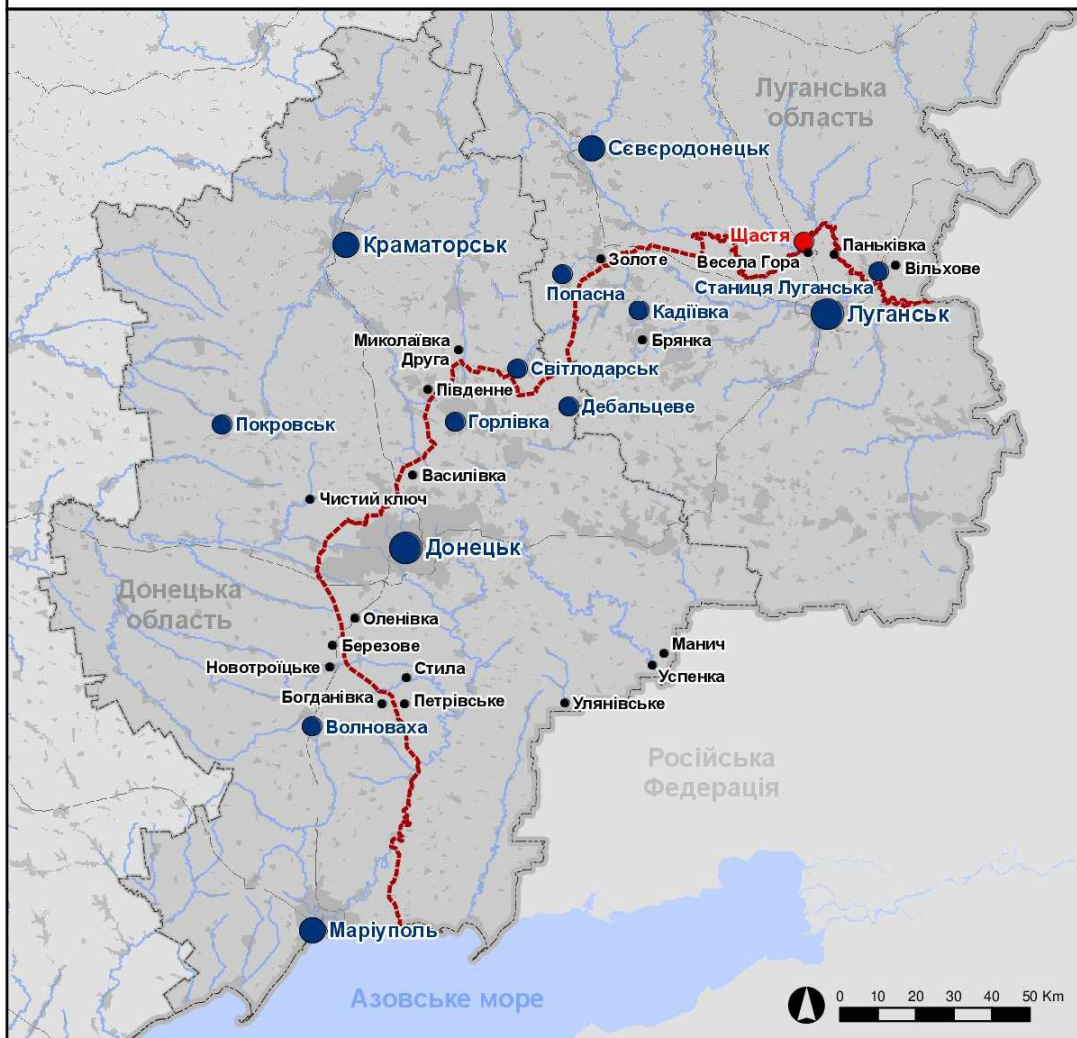 Луганська
область
Сєвєродонецьк
Щастя
Краматорськ
Паньківка
Золоте
Весела Гора
Вільхове
Попасна
Станиця Луганська
Кадіївка
Луганськ
Миколаївка
Друга
Брянка
Світлодарськ
Південне
Дебальцеве
Покровськ
Горлівка
Василівка
Чистий ключ
Донецьк
Донецька
область
Оленівка
Березове
Манич
Новотроїцьке
Стила
Успенка
Богданівка
Петрівське
Улянівське
Волноваха
Російська
Федерація
Маріуполь
Азовське море
0 10 20 30 40 50 Km